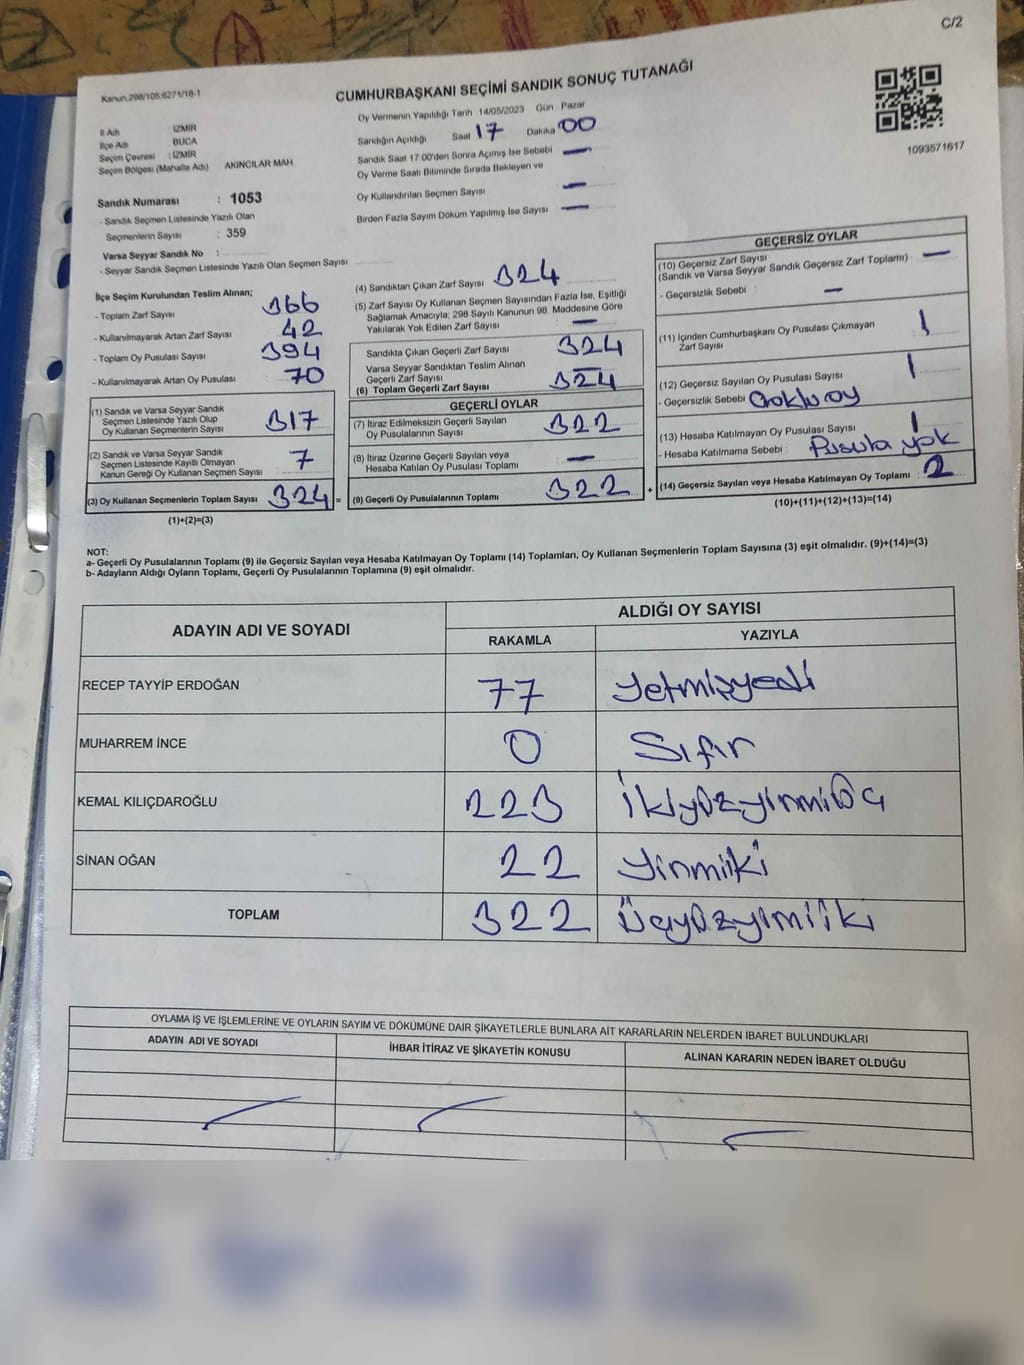 C/2
Kanun:298/105;6271/18-1
CUMHURBAŞKANI SEÇİMİ SANDIK SONUÇ TUTANAĞI
1093571617
İl Adı İZMİR
İlçe Adı BUCA
Seçim Çevresi : İZMİR
Seçim Bölgesi (Mahalle Adı) AKINCILAR MAH.
Sandık Numarası : 1053
- Sandık Seçmen Listesinde Yazılı Olan
Seçmenlerin Sayısı : 359
Varsa Seyyar Sandık No :
- Seyyar Sandık Seçmen Listesinde Yazılı Olan Seçmen Sayısı
Oy Vermenin Yapıldığı Tarih 14/05/2023 Gün Pazar
Sandığın Açıldığı Saat 17 Dakika 00
Sandık Saat 17.00'den Sonra Açımış İse Sebebi —
Oy Verme Saati Bitiminde Sırada Bekleyen ve
Oy Kullandırılan Seçmen Sayısı —
Birden Fazla Sayım Döküm Yapılmış İse Sayısı —
İlçe Seçim Kurulundan Teslim Alınan;
- Toplam Zarf Sayısı 366
- Kullanılmayarak Artan Zarf Sayısı : 42
- Toplam Oy Pusulası Sayısı 394
- Kullanılmayarak Artan Oy Pusulası : 70
(1) Sandık ve Varsa Seyyar Sandık
Seçmen Listesinde Yazılı Olup
Oy Kullanan Seçmenlerin Sayısı 317
(2) Sandık ve Varsa Seyyar Sandık
Seçmen Listesinde Kayıtlı Olmayan
Kanun Gereği Oy Kullanan Seçmen Sayısı 7
(3) Oy Kullanan Seçmenlerin Toplam Sayısı 324 =
(1)+(2)=(3)
(4) Sandıktan Çıkan Zarf Sayısı 324
(5) Zarf Sayısı Oy Kullanan Seçmen Sayısından Fazla İse, Eşitliği
Sağlamak Amacıyla; 298 Sayılı Kanunun 98. Maddesine Göre
Yakılarak Yok Edilen Zarf Sayısı —
Sandıkta Çıkan Geçerli Zarf Sayısı 324
Varsa Seyyar Sandıktan Teslim Alınan
Geçerli Zarf Sayısı —
(6) Toplam Geçerli Zarf Sayısı 324
GEÇERLİ OYLAR
(7) İtiraz Edilmeksizin Geçerli Sayılan
Oy Pusulalarının Sayısı 322
(8) İtiraz Üzerine Geçerli Sayılan veya
Hesaba Katılan Oy Pusulası Toplamı —
(9) Geçerli Oy Pusulalarının Toplamı 322 +
GEÇERSİZ OYLAR
(10) Geçersiz Zarf Sayısı
(Sandık ve Varsa Seyyar Sandık Geçersiz Zarf Toplamı) —
- Geçersizlik Sebebi : —
(11) İçinden Cumhurbaşkanı Oy Pusulası Çıkmayan
Zarf Sayısı 1
(12) Geçersiz Sayılan Oy Pusulası Sayısı 1
- Geçersizlik Sebebi Çoklu oy
(13) Hesaba Katılmayan Oy Pusulası Sayısı 1
- Hesaba Katılmama Sebebi : Pusula yok
(14) Geçersiz Sayılan veya Hesaba Katılmayan Oy Toplamı : 2
(10)+(11)+(12)+(13)=(14)
NOT:
a- Geçerli Oy Pusulalarının Toplamı (9) ile Geçersiz Sayılan veya Hesaba Katılmayan Oy Toplamı (14) Toplamları, Oy Kullanan Seçmenlerin Toplam Sayısına (3) eşit olmalıdır. (9)+(14)=(3)
b- Adayların Aldığı Oyların Toplamı, Geçerli Oy Pusulalarının Toplamına (9) eşit olmalıdır.
ADAYIN ADI VE SOYADI ALDIĞI OY SAYISI
RAKAMLA YAZIYLA
RECEP TAYYİP ERDOĞAN 77 Yetmişyedi
MUHARREM İNCE 0 Sıfır
KEMAL KILIÇDAROĞLU 223 İkiyüzyirmiüç
SİNAN OĞAN 22 Yirmiiki
TOPLAM 322 Üçyüzyirmiiki
OYLAMA İŞ VE İŞLEMLERİNE VE OYLARIN SAYIM VE DÖKÜMÜNE DAİR ŞİKAYETLERLE BUNLARA AİT KARARLARIN NELERDEN İBARET BULUNDUKLARI
ADAYIN ADI VE SOYADI İHBAR İTİRAZ VE ŞİKAYETİN KONUSU ALINAN KARARIN NEDEN İBARET OLDUĞU